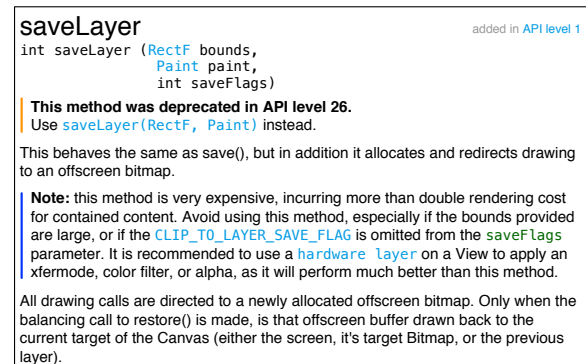 saveLayer
added in API level 1
int saveLayer (RectF bounds,
Paint paint,
int saveFlags)
This method was deprecated in API level 26.
Use saveLayer(RectF, Paint) instead.
This behaves the same as save(), but in addition it allocates and redirects drawing
to an offscreen bitmap.
Note: this method is very expensive, incurring more than double rendering cost
for contained content. Avoid using this method, especially if the bounds provided
are large, or if the CLIP_TO_LAYER_SAVE_FLAG is omitted from the saveFlags
parameter. It is recommended to use a hardware layer on a View to apply an
xfermode, color filter, or alpha, as it will perform much better than this method.
All drawing calls are directed to a newly allocated offscreen bitmap. Only when the
balancing call to restore() is made, is that offscreen buffer drawn back to the
current target of the Canvas (either the screen, it's target Bitmap, or the previous
layer).